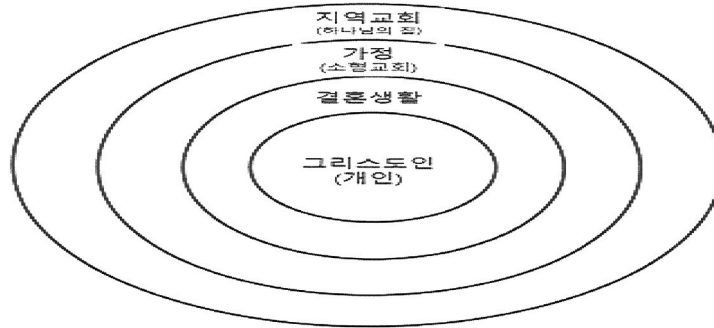 지역교회
(하나님의 집)
가정
(소형교회)
결혼생활
그리스도인
(개인)